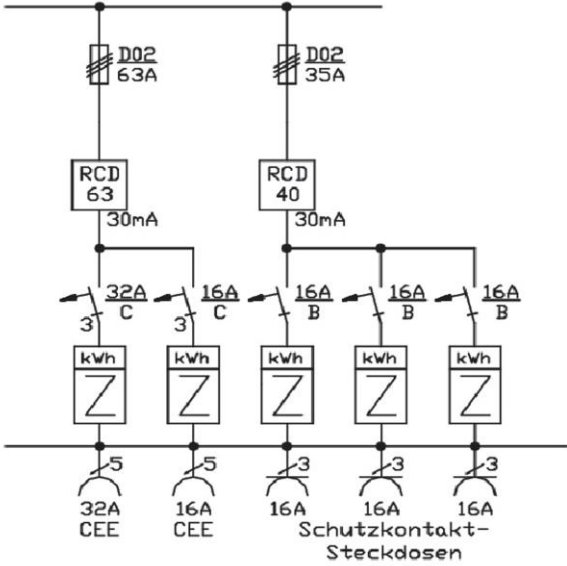 D02 D02
63A 35A
RCD RCD
63 40
30mA 30mA
32A 16A 16A 16A 16A
C C B B B
3 3
kWh kWh kWh kWh kWh
Z Z Z Z Z
5 5 3 3 3
32A 16A 16A 16A 16A
CEE CEE Schutzkontakt-
Steckdosen